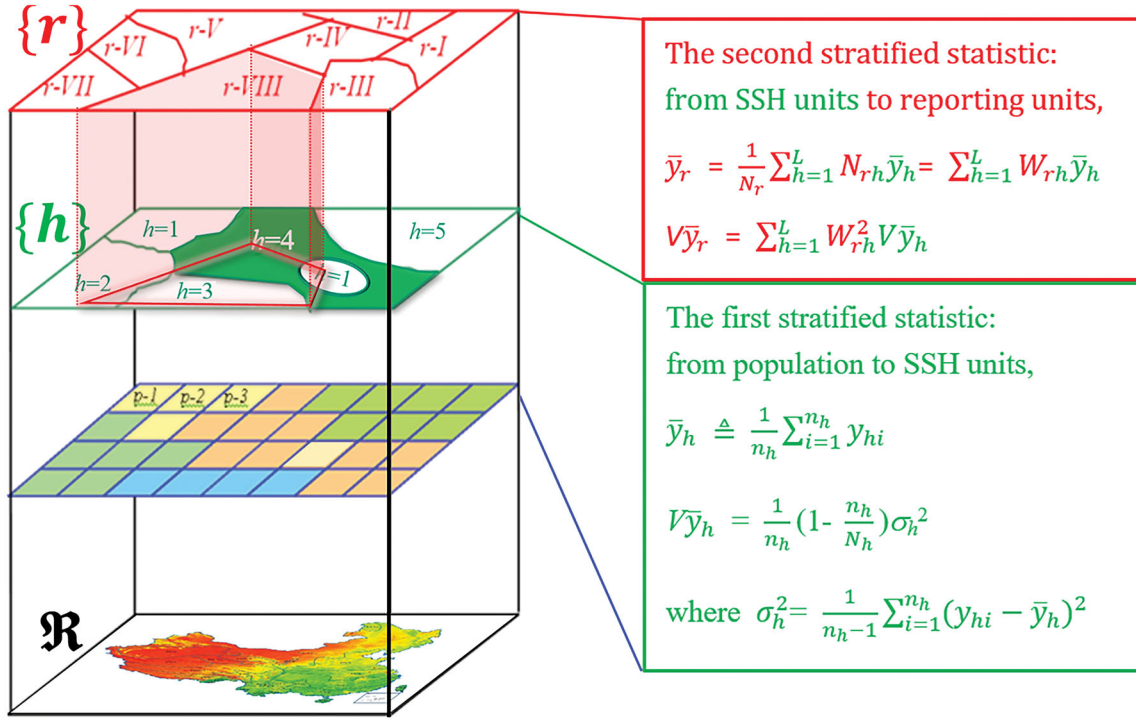 {r}
r-II
r-V
r-IV
r-VI
r-I
r-VII
r-VIII
r-III
{h}
h=1
h=4
h=5
h=2
h=3
h=1
p-1
p-2
p-3
ℜ
The second stratified statistic:
from SSH units to reporting units,
ȳ_r = 1/N_r ∑_{h=1}^{L} N_{rh} ȳ_h = ∑_{h=1}^{L} W_{rh} ȳ_h
Vȳ_r = ∑_{h=1}^{L} W_{rh}^2 Vȳ_h
The first stratified statistic:
from population to SSH units,
ȳ_h ≜ 1/n_h ∑_{i=1}^{n_h} y_{hi}
Vȳ_h = 1/n_h (1- n_h/N_h) σ_h^2
where σ_h^2 = 1/(n_h−1) ∑_{i=1}^{n_h} (y_{hi} − ȳ_h)^2